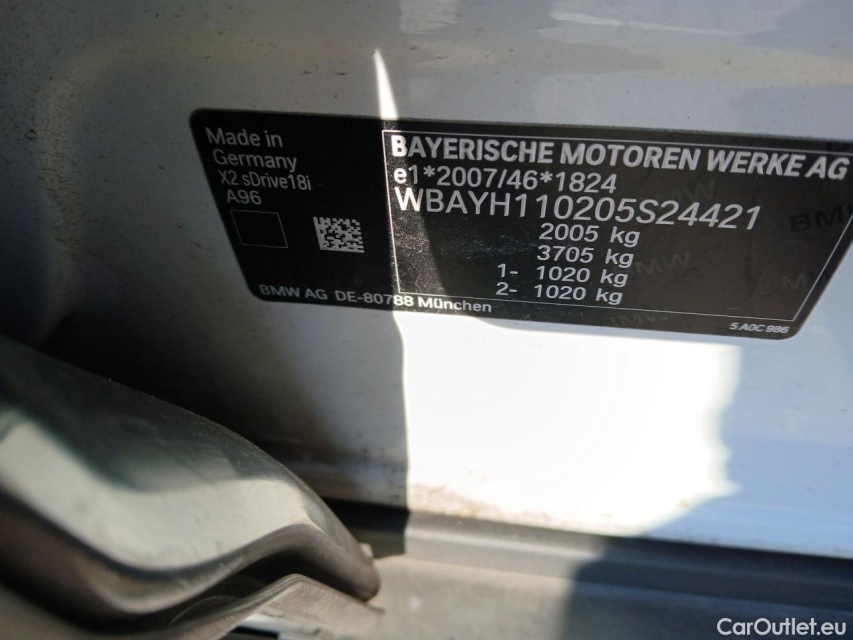 Made in
Germany
X2 sDrive18i
A96
BMW AG DE-80788 München
BAYERISCHE MOTOREN WERKE AG
e1*2007/46*1824
WBAYH110205S24421
2005 kg
3705 kg
1- 1020 kg
2- 1020 kg
5 A0C 986
CarOutlet.eu